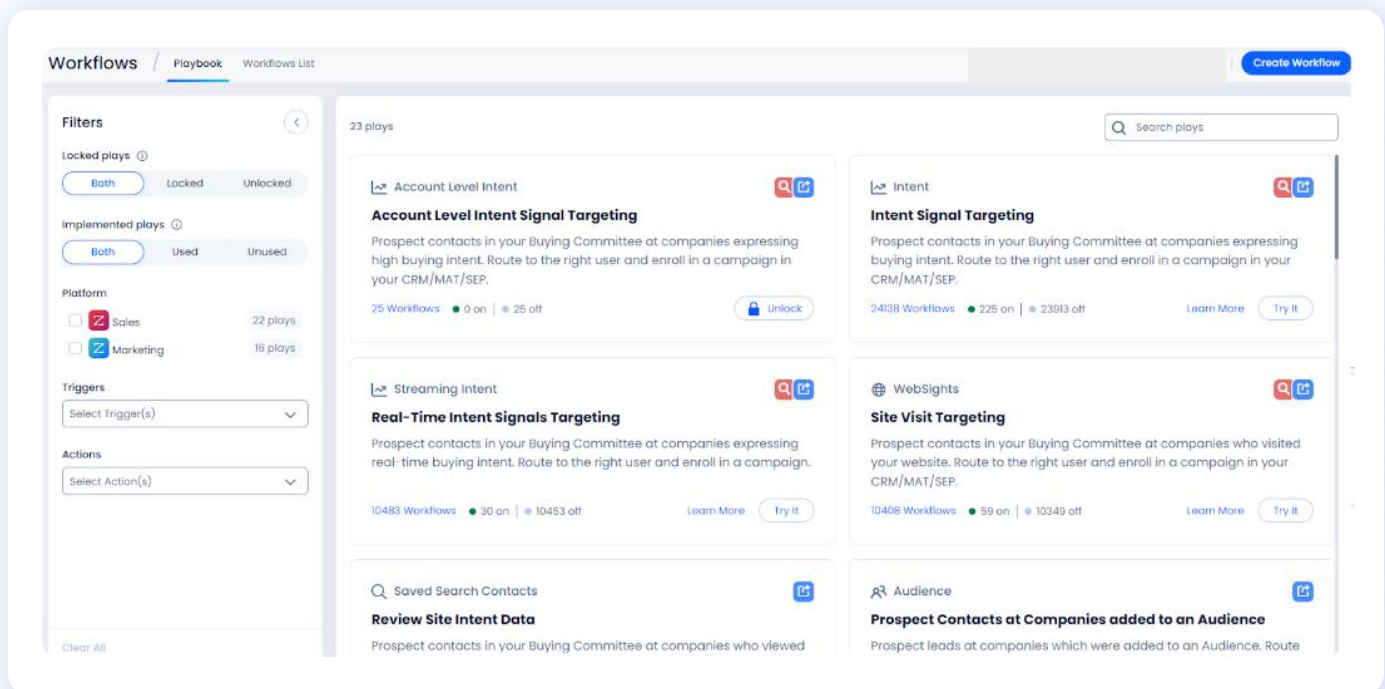 Workflows / Playbook Workflows List
Create Workflow
Filters
Locked plays
Both Locked Unlocked
Implemented plays
Both Used Unused
Platform
Sales 22 plays
Marketing 16 plays
Triggers
Select Trigger(s)
Actions
Select Action(s)
Clear All
23 plays
Search plays
Account Level Intent
Account Level Intent Signal Targeting
Prospect contacts in your Buying Committee at companies expressing
high buying intent. Route to the right user and enroll in a campaign in
your CRM/MAT/SEP.
25 Workflows 0 on | 25 off
Unlock
Intent
Intent Signal Targeting
Prospect contacts in your Buying Committee at companies expressing
buying intent. Route to the right user and enroll in a campaign in your
CRM/MAT/SEP.
24138 Workflows 225 on | 23913 off
Learn More Try It
Streaming Intent
Real-Time Intent Signals Targeting
Prospect contacts in your Buying Committee at companies expressing
real-time buying intent. Route to the right user and enroll in a campaign.
10483 Workflows 30 on | 10453 off
Learn More Try It
WebSights
Site Visit Targeting
Prospect contacts in your Buying Committee at companies who visited
your website. Route to the right user and enroll in a campaign in your
CRM/MAT/SEP.
10408 Workflows 59 on | 10349 off
Learn More Try It
Saved Search Contacts
Review Site Intent Data
Prospect contacts in your Buying Committee at companies who viewed
Audience
Prospect Contacts at Companies added to an Audience
Prospect leads at companies which were added to an Audience. Route